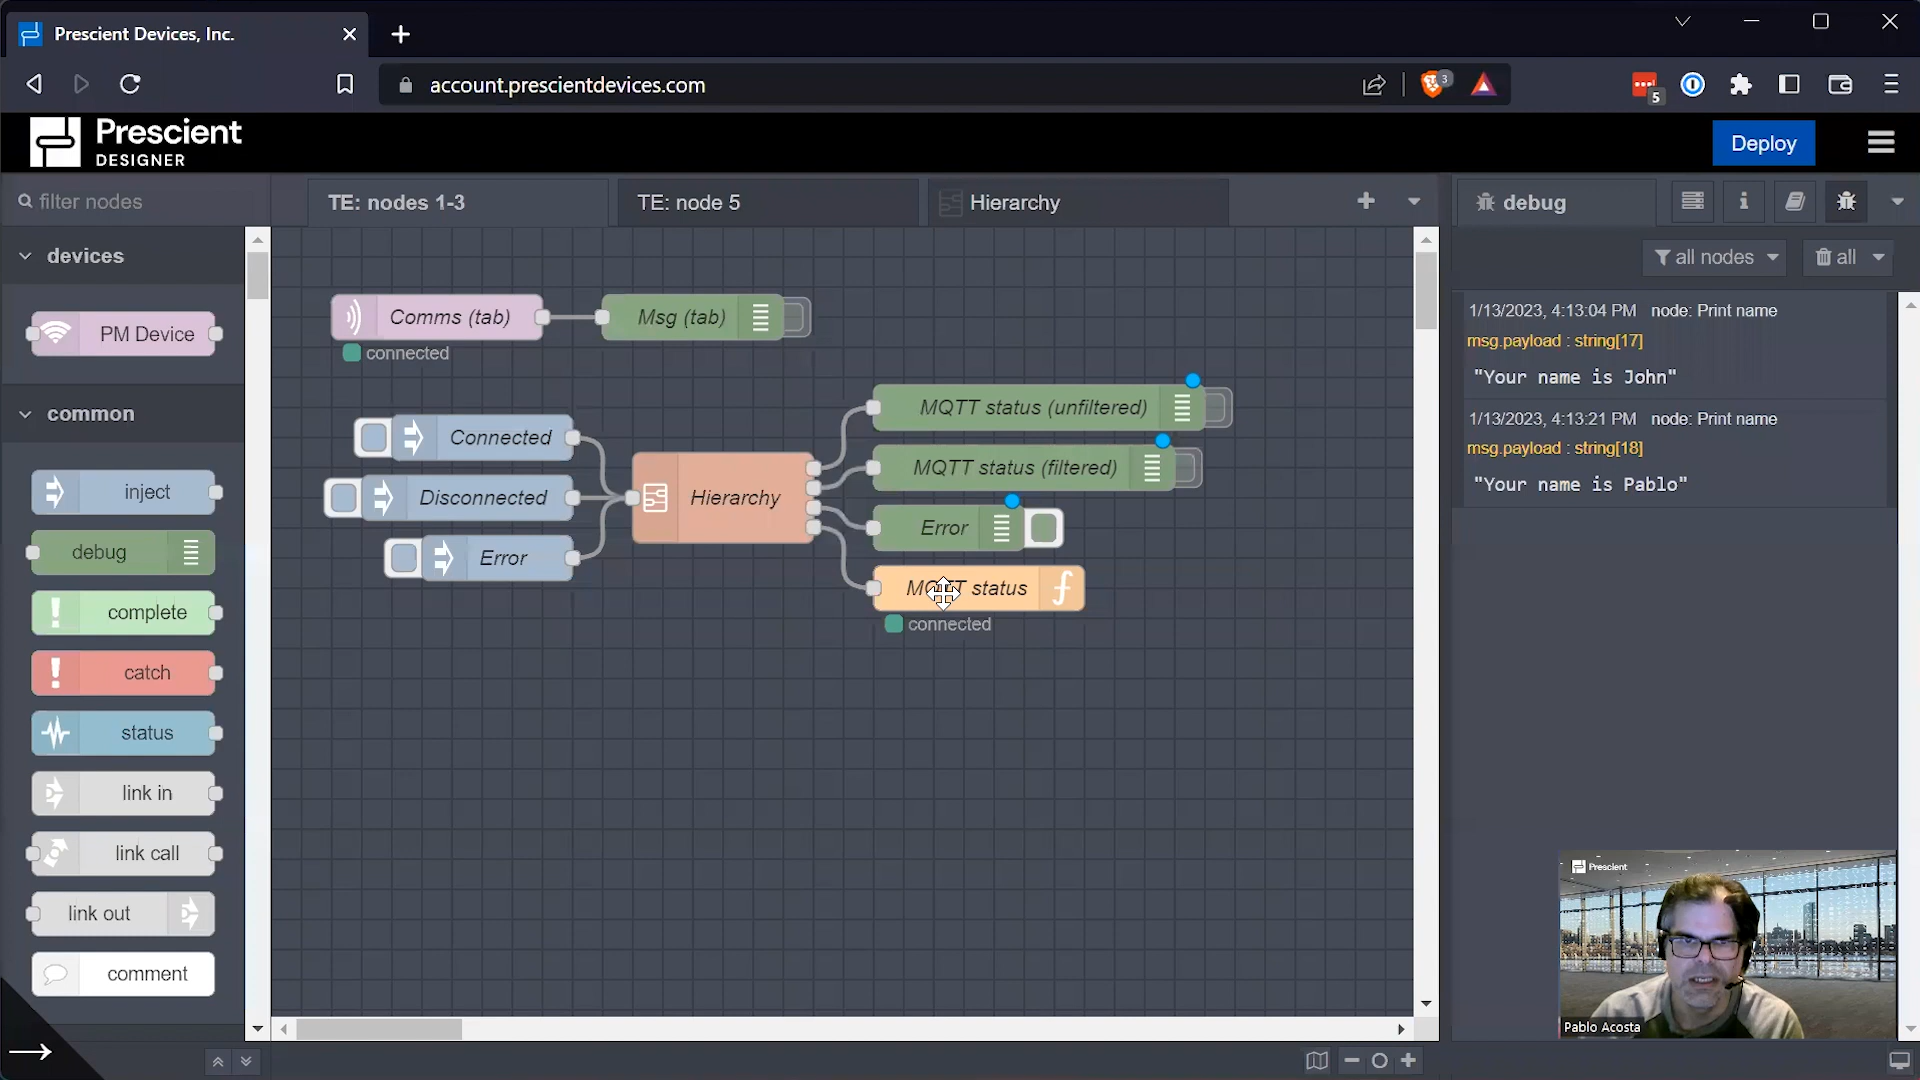 Prescient Devices, Inc.
3
5
account.prescientdevices.com
Prescient
DESIGNER
Deploy
filter nodes
TE: nodes 1-3
TE: node 5
Hierarchy
debug
i
devices
all nodes
all
PM Device
common
inject
debug
complete
catch
status
link in
link call
link out
comment
Comms (tab)
connected
Msg (tab)
Connected
Disconnected
Error
Hierarchy
MQTT status (unfiltered)
MQTT status (filtered)
Error
MQTT status
connected
1/13/2023, 4:13:04 PM node: Print name
msg.payload : string[17]
"Your name is John"
1/13/2023, 4:13:21 PM node: Print name
msg.payload : string[18]
"Your name is Pablo"
Prescient
Pablo Acosta